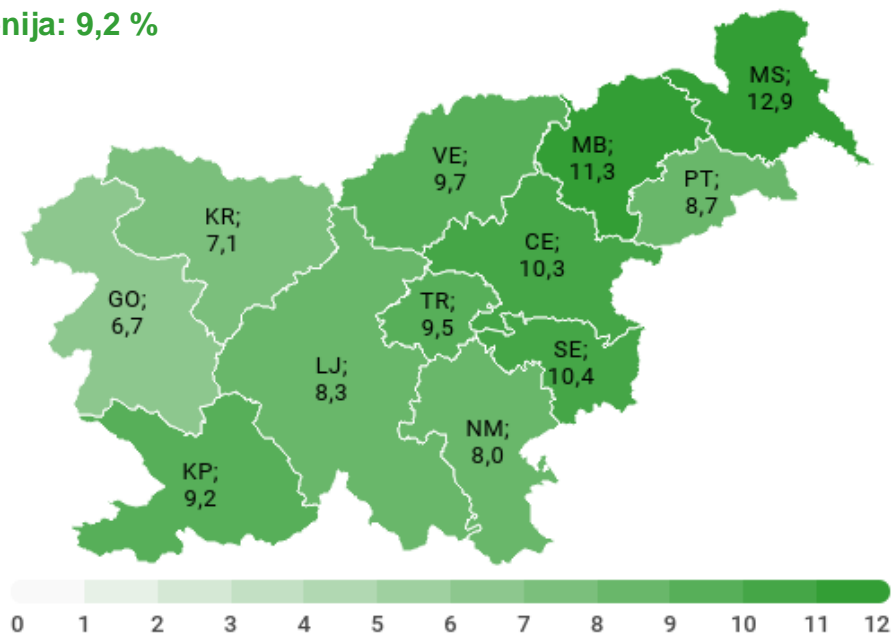 nija: 9,2 %
MS;
12,9
MB;
11,3
VE;
9,7
PT;
8,7
KR;
7,1
CE;
10,3
GO;
6,7
TR;
9,5
LJ;
8,3
SE;
10,4
NM;
8,0
KP;
9,2
0 1 2 3 4 5 6 7 8 9 10 11 12